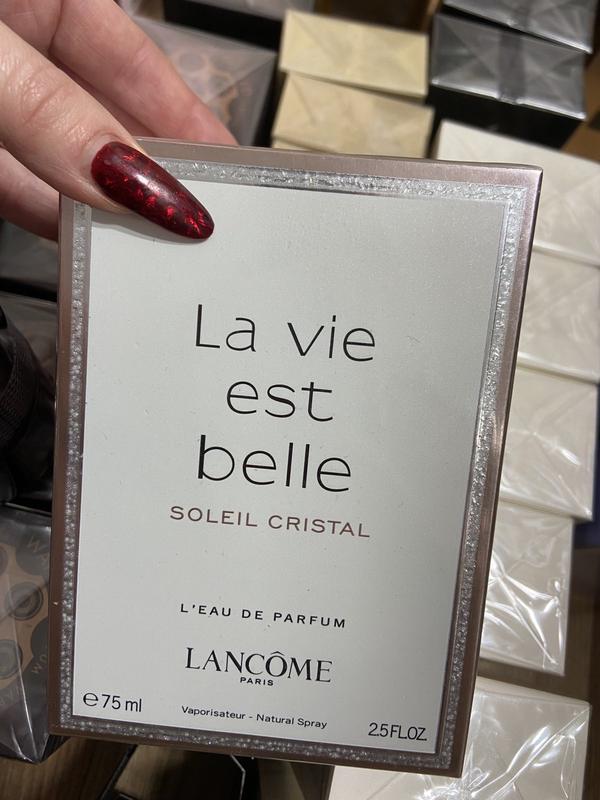 La vie
est
belle
SOLEIL CRISTAL
L'EAU DE PARFUM
LANCÔME
PARIS
℮75 ml
Vaporisateur - Natural Spray
2.5FL.OZ.